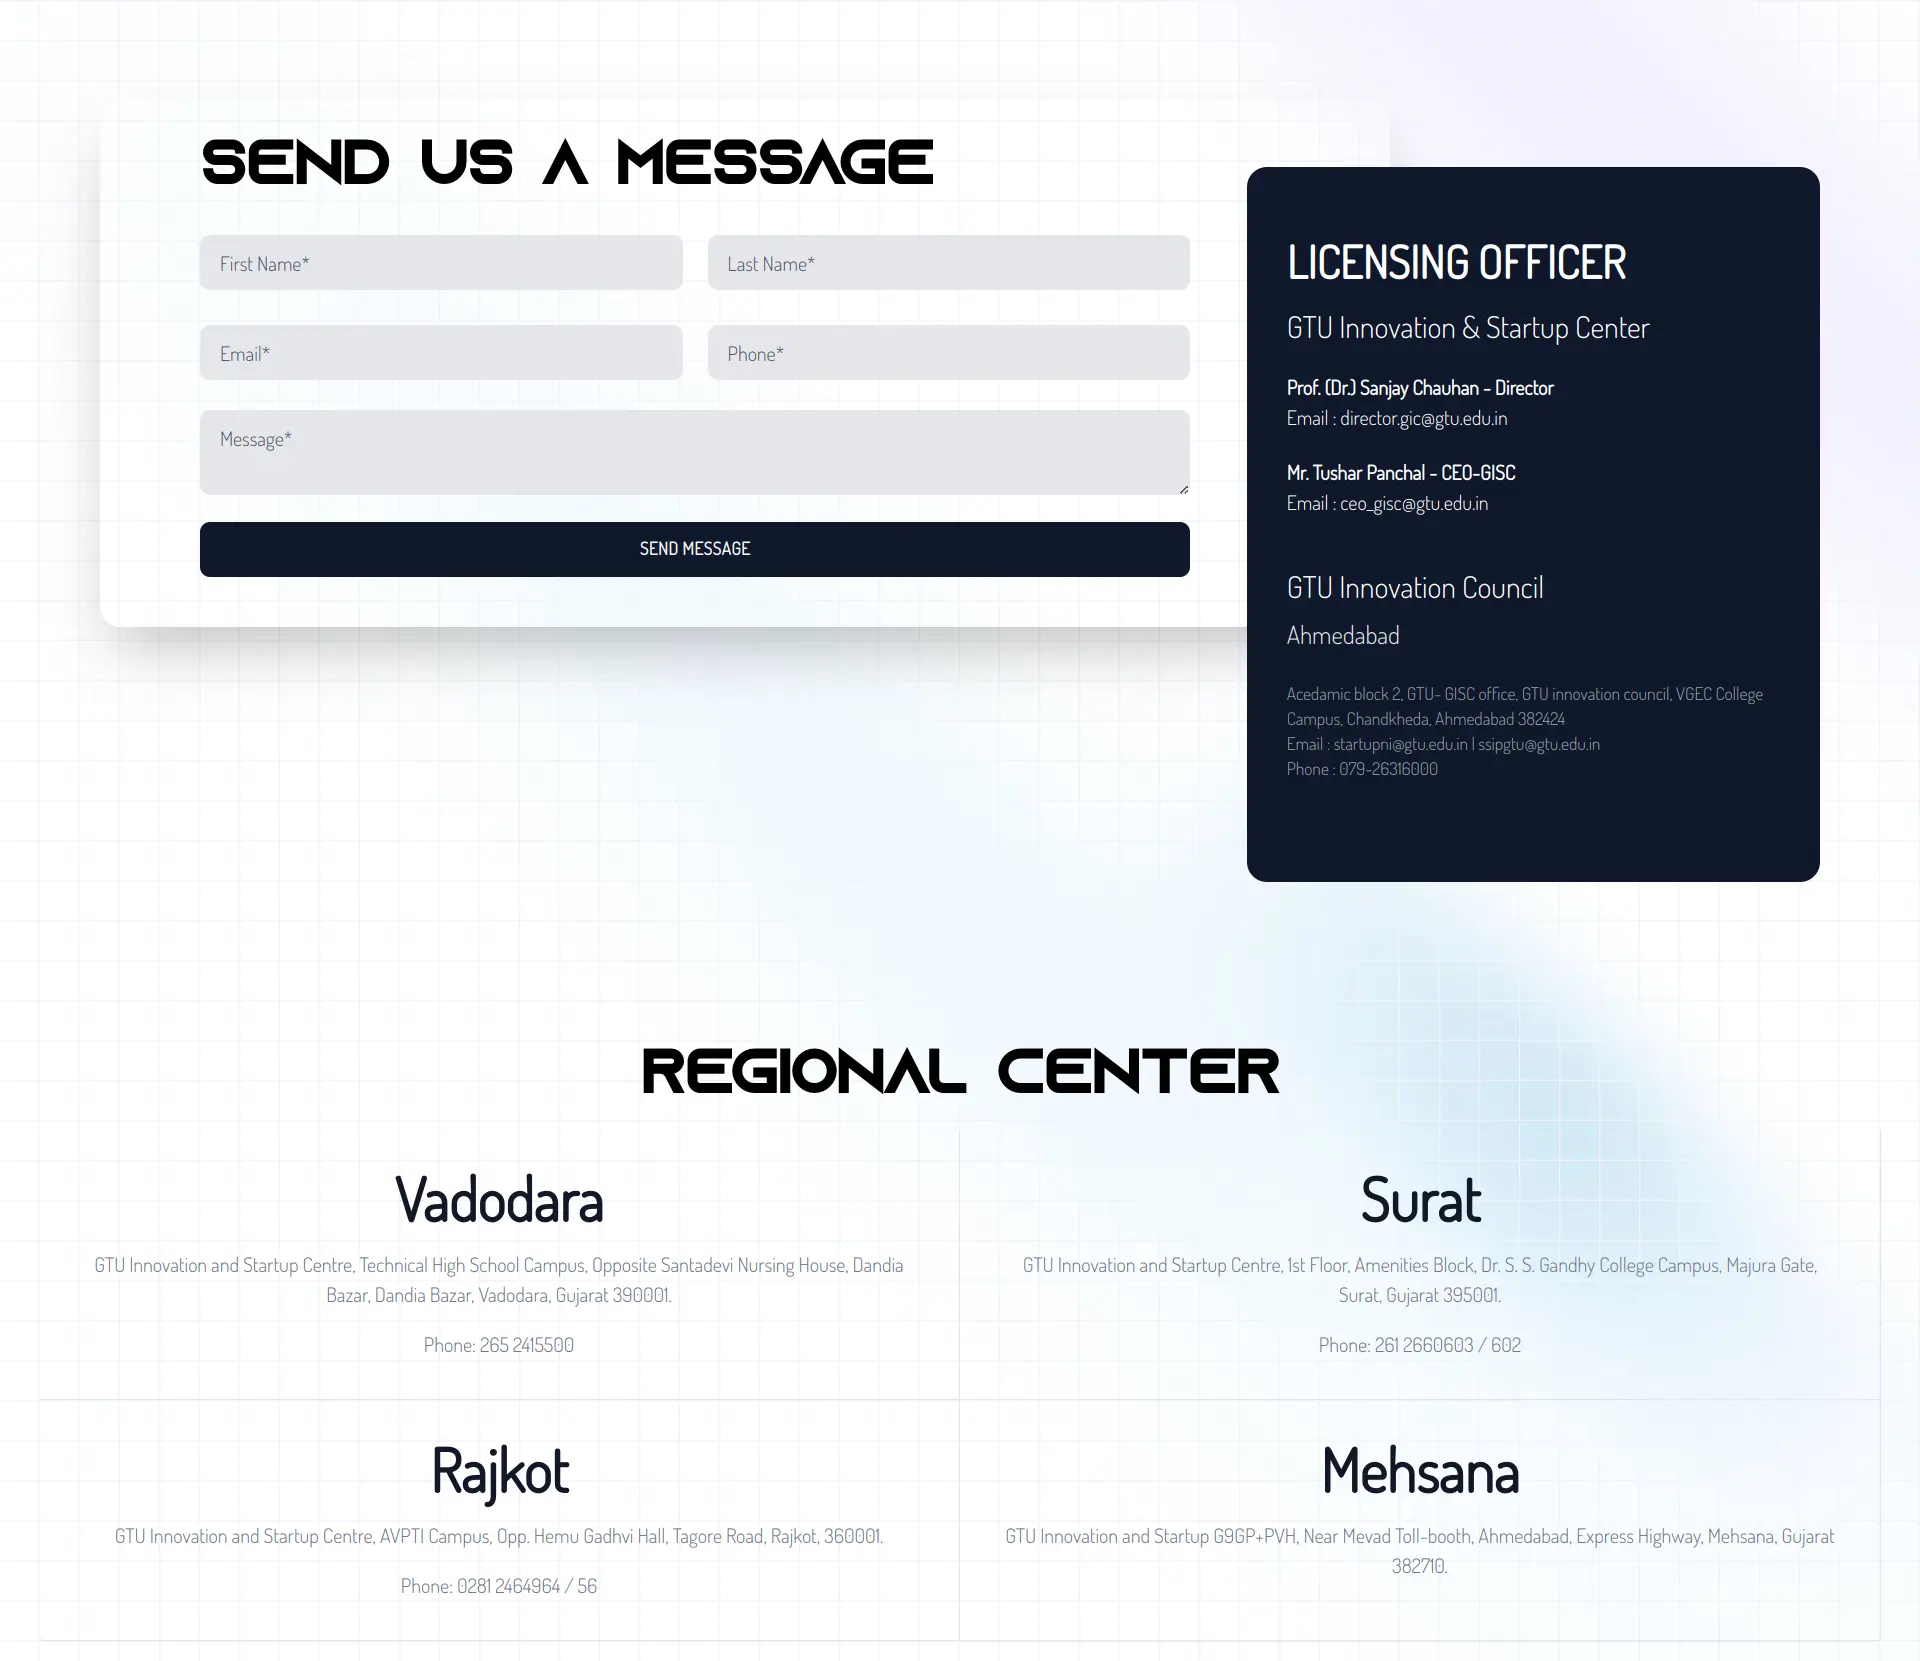 SEND US A MESSAGE
First Name*
Last Name*
Email*
Phone*
Message*
SEND MESSAGE
LICENSING OFFICER
GTU Innovation & Startup Center
Prof. (Dr.) Sanjay Chauhan - Director
Email : director.gic@gtu.edu.in
Mr. Tushar Panchal - CEO-GISC
Email : ceo_gisc@gtu.edu.in
GTU Innovation Council
Ahmedabad
Acedamic block 2, GTU- GISC office, GTU innovation council, VGEC College
Campus, Chandkheda, Ahmedabad 382424
Email : startupni@gtu.edu.in | ssipgtu@gtu.edu.in
Phone : 079-26316000
REGIONAL CENTER
Vadodara
GTU Innovation and Startup Centre, Technical High School Campus, Opposite Santadevi Nursing House, Dandia
Bazar, Dandia Bazar, Vadodara, Gujarat 390001.
Phone: 265 2415500
Surat
GTU Innovation and Startup Centre, 1st Floor, Amenities Block, Dr. S. S. Gandhy College Campus, Majura Gate,
Surat, Gujarat 395001.
Phone: 261 2660603 / 602
Rajkot
GTU Innovation and Startup Centre, AVPTI Campus, Opp. Hemu Gadhvi Hall, Tagore Road, Rajkot, 360001.
Phone: 0281 2464964 / 56
Mehsana
GTU Innovation and Startup G9GP+PVH, Near Mevad Toll-booth, Ahmedabad, Express Highway, Mehsana, Gujarat
382710.